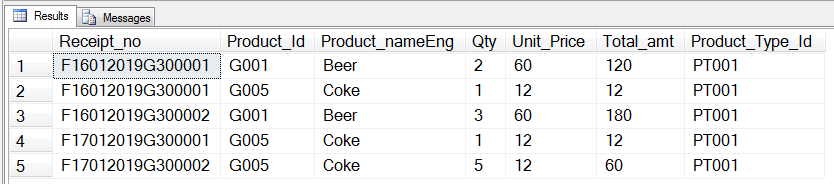 Results Messages
Receipt_no Product_Id Product_nameEng Qty Unit_Price Total_amt Product_Type_Id
1 F16012019G300001 G001 Beer 2 60 120 PT001
2 F16012019G300001 G005 Coke 1 12 12 PT001
3 F16012019G300002 G001 Beer 3 60 180 PT001
4 F17012019G300001 G005 Coke 1 12 12 PT001
5 F17012019G300002 G005 Coke 5 12 60 PT001